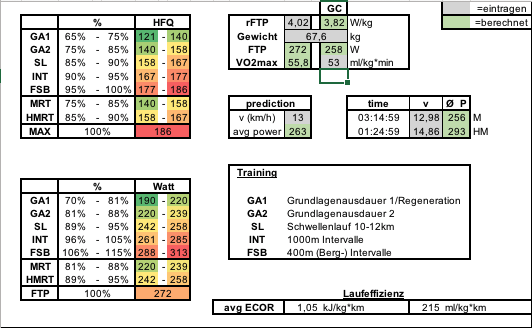 GC
=eintragen
% HFQ
rFTP 4,02 3,82 W/kg
=berechnet
GA1 65% - 75% 121 - 140
Gewicht 67,6 kg
GA2 75% - 85% 140 - 158
FTP 272 258 W
SL 85% - 90% 158 - 167
VO2max 55,8 53 ml/kg*min
INT 90% - 95% 167 - 177
FSB 95% - 100% 177 - 186
MRT 75% - 85% 140 - 158
prediction
time v Ø P
HMRT 85% - 90% 158 - 167
v (km/h) 13
03:14:59 12,98 256 M
MAX 100% 186
avg power 263
01:24:59 14,86 293 HM
Training
% Watt
GA1 70% - 81% 190 - 220
GA1 Grundlagenausdauer 1/Regeneration
GA2 81% - 88% 220 - 239
GA2 Grundlagenausdauer 2
SL 89% - 95% 242 - 258
SL Schwellenlauf 10-12km
INT 96% - 105% 261 - 285
INT 1000m Intervalle
FSB 106% - 115% 288 - 313
FSB 400m (Berg-) Intervalle
MRT 81% - 88% 220 - 239
HMRT 89% - 95% 242 - 258
FTP 100% 272
Laufeffizienz
avg ECOR 1,05 kJ/kg*km 215 ml/kg*km